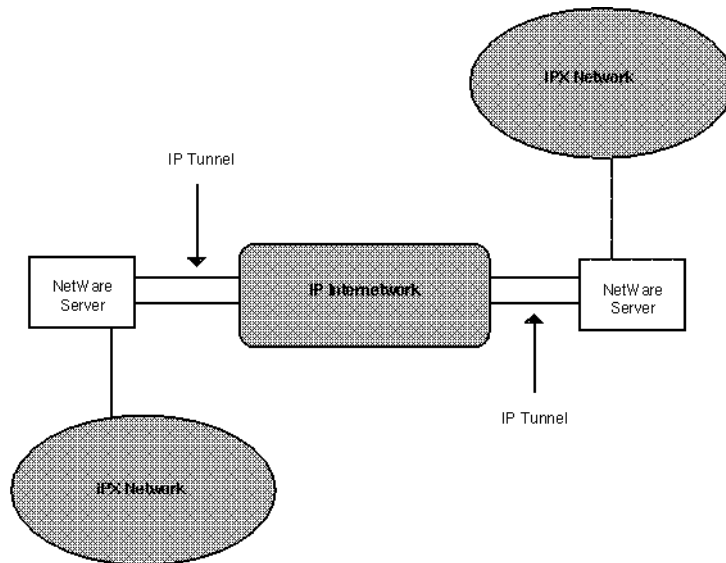 IPX Network
IP Tunnel
NetWare
Server
IP Internetwork
NetWare
Server
IP Tunnel
IPX Network